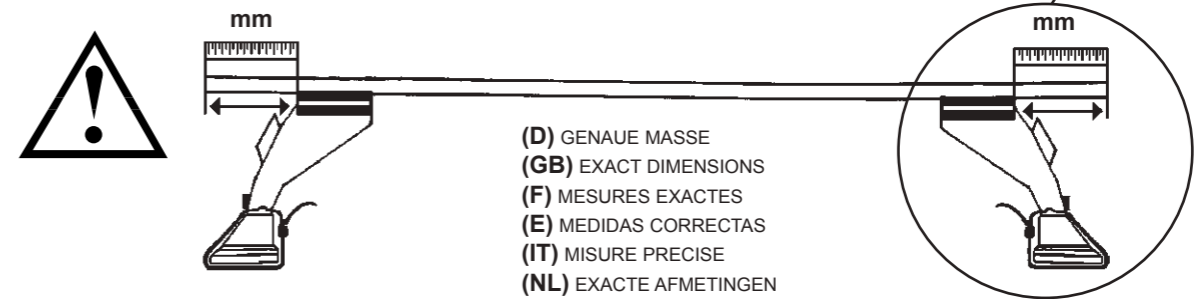 mm
mm
(D) GENAUE MASSE
(GB) EXACT DIMENSIONS
(F) MESURES EXACTES
(E) MEDIDAS CORRECTAS
(IT) MISURE PRECISE
(NL) EXACTE AFMETINGEN